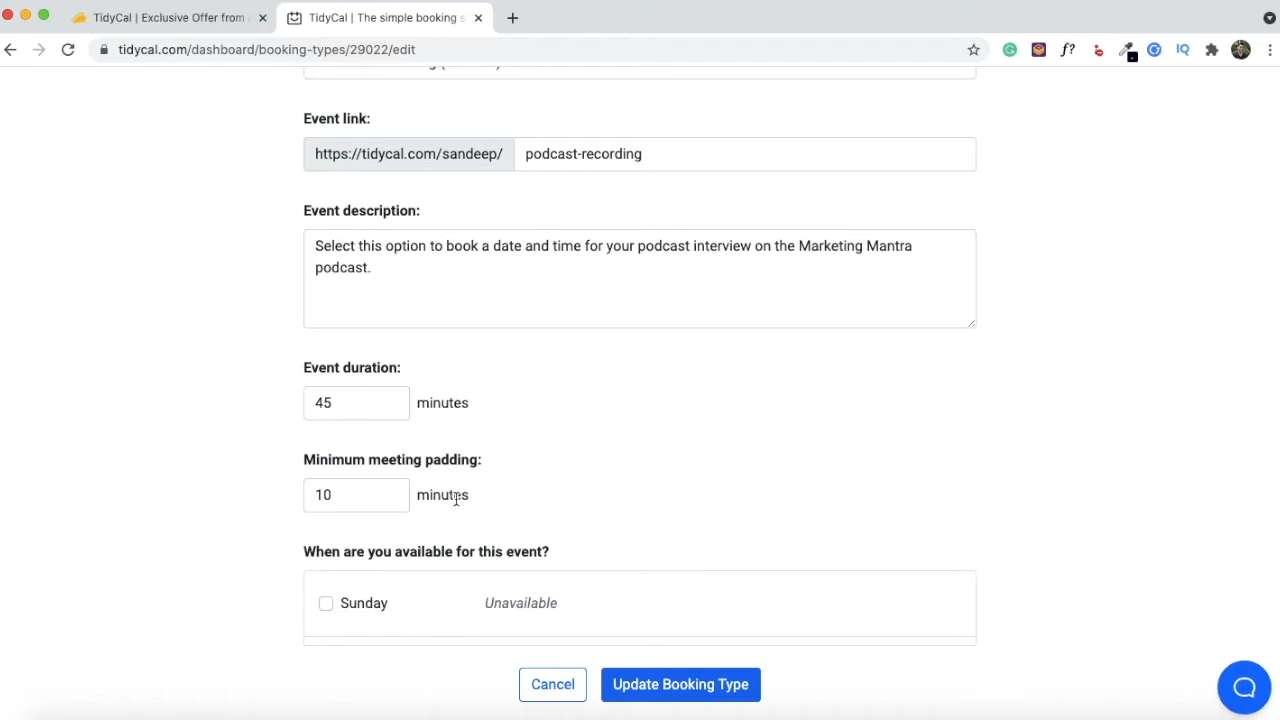 TidyCal | Exclusive Offer from
TidyCal | The simple booking s
tidycal.com/dashboard/booking-types/29022/edit
f?
IQ
Event link:
https://tidycal.com/sandeep/ podcast-recording
Event description:
Select this option to book a date and time for your podcast interview on the Marketing Mantra
podcast.
Event duration:
45 minutes
Minimum meeting padding:
10 minutes
When are you available for this event?
Sunday Unavailable
Cancel Update Booking Type